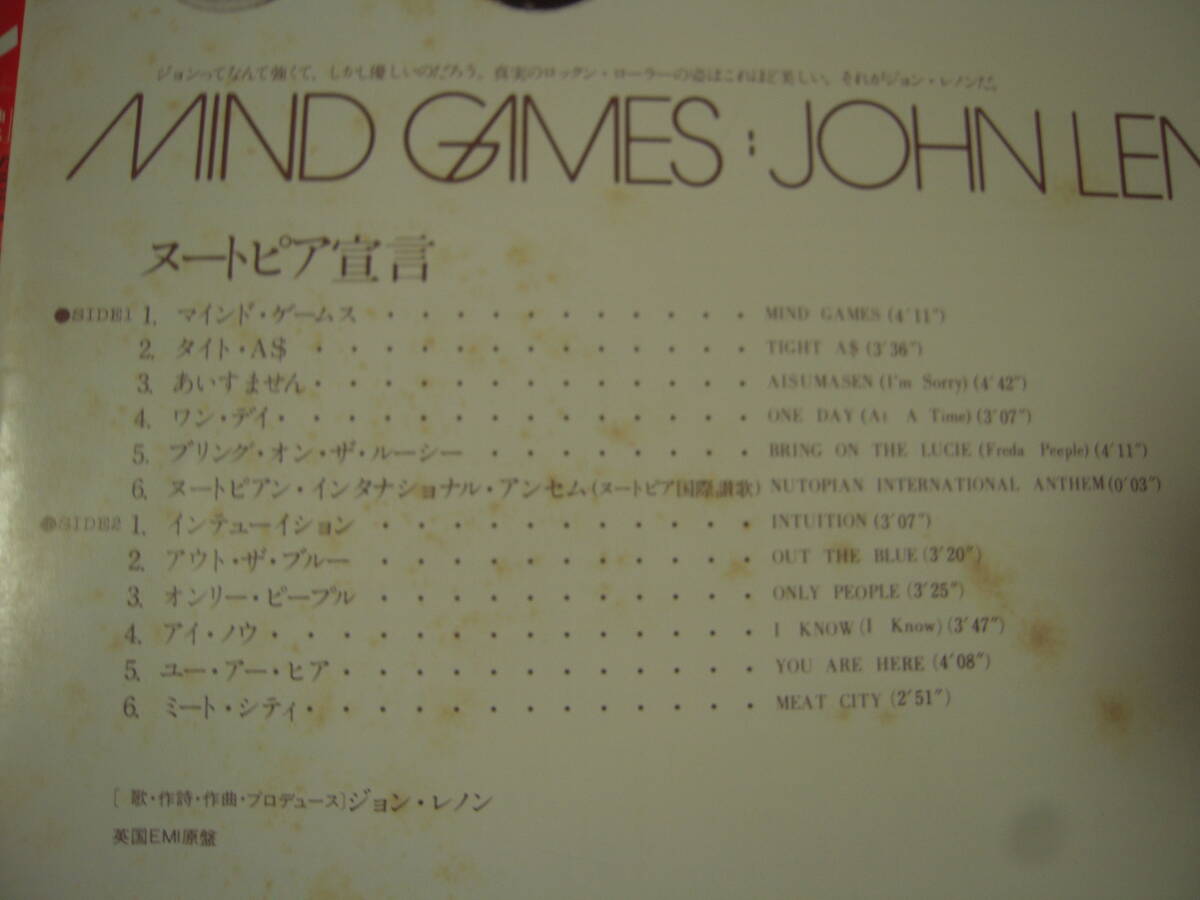 ジョンってなんて強くて、しかし優しいのだろう。真実のロックン・ローラーの姿はこれほど美しい。それがジョン・レノンだ。
MIND GAMES : JOHN LEN
ヌートピア宣言
●SIDE1 1. マインド・ゲームス ・・・・・・・・・・・ MIND GAMES (4'11")
2. タイト・A$ ・・・・・・・・・・・・・ TIGHT A$ (3'36")
3. あいすません・・・・・・・・・・・・・ AISUMASEN (I'm Sorry) (4'42")
4. ワン・デイ・・・・・・・・・・・・・・ ONE DAY (At A Time) (3'07")
5. ブリング・オン・ザ・ルーシー ・・・・・・・・ BRING ON THE LUCIE (Freda Peeple) (4'11")
6. ヌートピアン・インタナショナル・アンセム(ヌートピア国際讃歌) NUTOPIAN INTERNATIONAL ANTHEM (0'03")
●SIDE2 1. インテューイション ・・・・・・・・・・・ INTUITION (3'07")
2. アウト・ザ・ブルー ・・・・・・・・・・・ OUT THE BLUE (3'20")
3. オンリー・ピープル ・・・・・・・・・・・ ONLY PEOPLE (3'25")
4. アイ・ノウ・・・・・・・・・・・・・・ I KNOW (I Know) (3'47")
5. ユー・アー・ヒア・・・・・・・・・・・・ YOU ARE HERE (4'08")
6. ミート・シティ・・・・・・・・・・・・・ MEAT CITY (2'51")
[ 歌・作詩・作曲・プロデュース]ジョン・レノン
英国EMI原盤